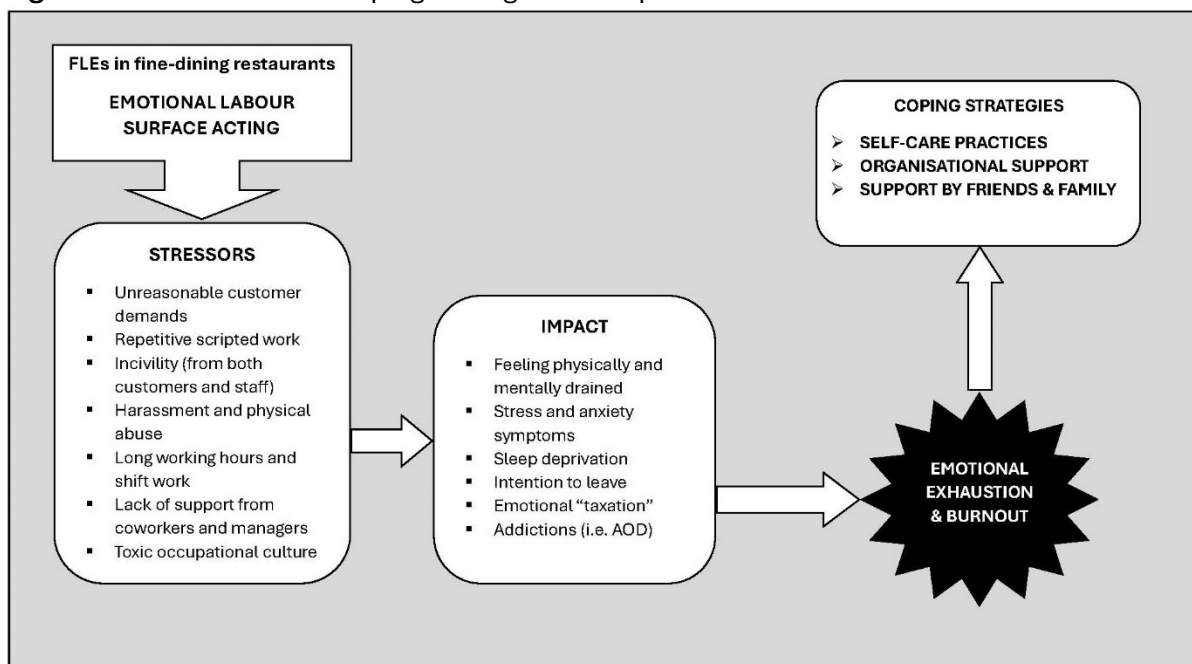 FLEs in fine-dining restaurants
EMOTIONAL LABOUR
SURFACE ACTING
STRESSORS
▪ Unreasonable customer
demands
▪ Repetitive scripted work
▪ Incivility (from both
customers and staff)
▪ Harassment and physical
abuse
▪ Long working hours and
shift work
▪ Lack of support from
coworkers and managers
▪ Toxic occupational culture
IMPACT
▪ Feeling physically and
mentally drained
▪ Stress and anxiety
symptoms
▪ Sleep deprivation
▪ Intention to leave
▪ Emotional “taxation”
▪ Addictions (i.e. AOD)
EMOTIONAL
EXHAUSTION
& BURNOUT
COPING STRATEGIES
➢ SELF-CARE PRACTICES
➢ ORGANISATIONAL SUPPORT
➢ SUPPORT BY FRIENDS & FAMILY